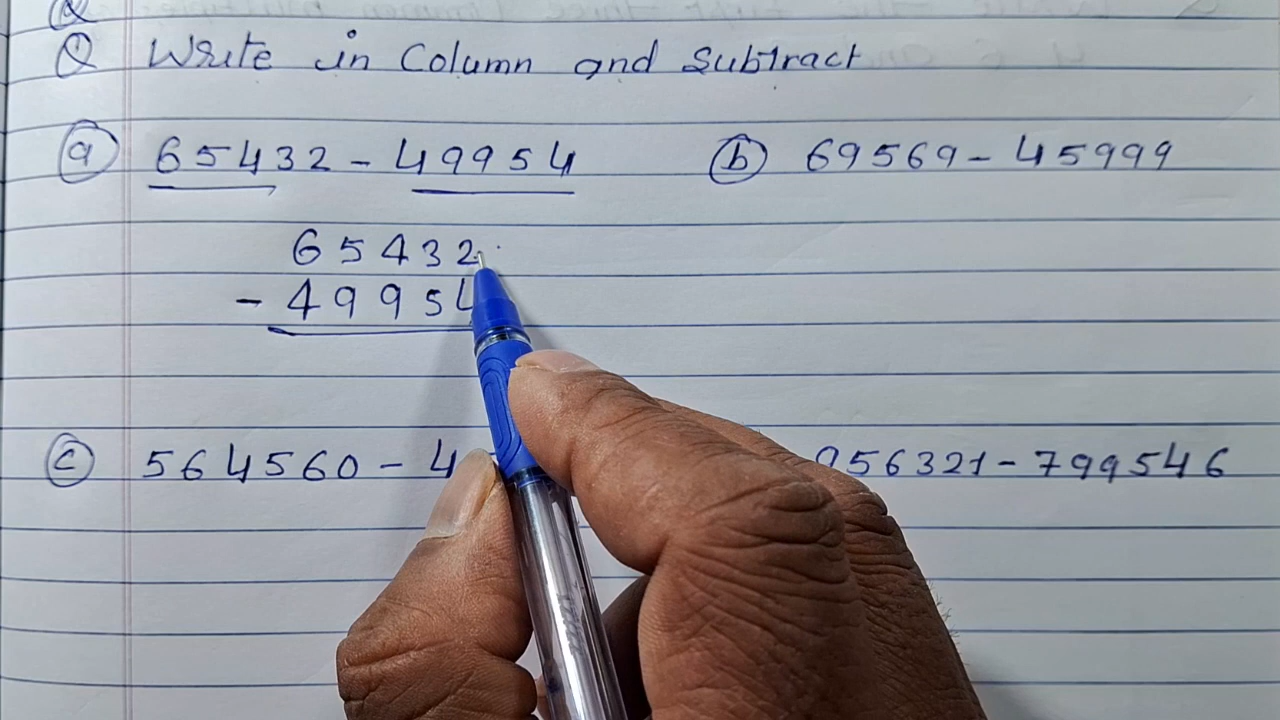 Q Write in Column and Subtract
a 65432 - 49954
b 69569 - 45999
65432
- 49954
c 564560 - 4
956321 - 799546